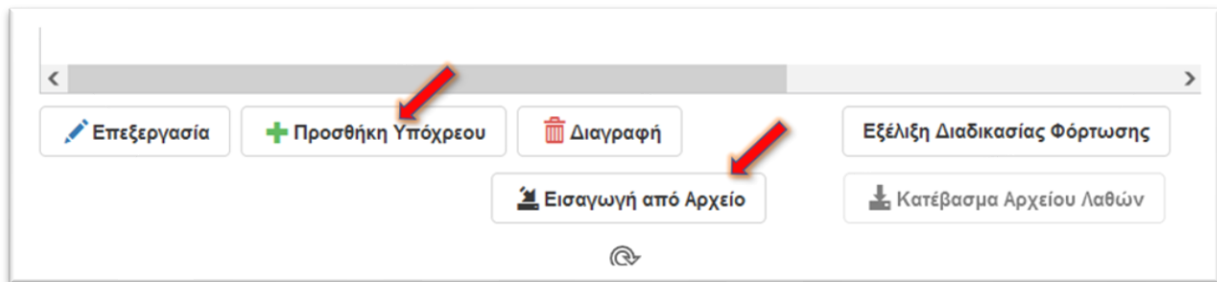 Επεξεργασία
Προσθήκη Υπόχρεου
Διαγραφή
Εξέλιξη Διαδικασίας Φόρτωσης
Εισαγωγή από Αρχείο
Κατέβασμα Αρχείου Λαθών